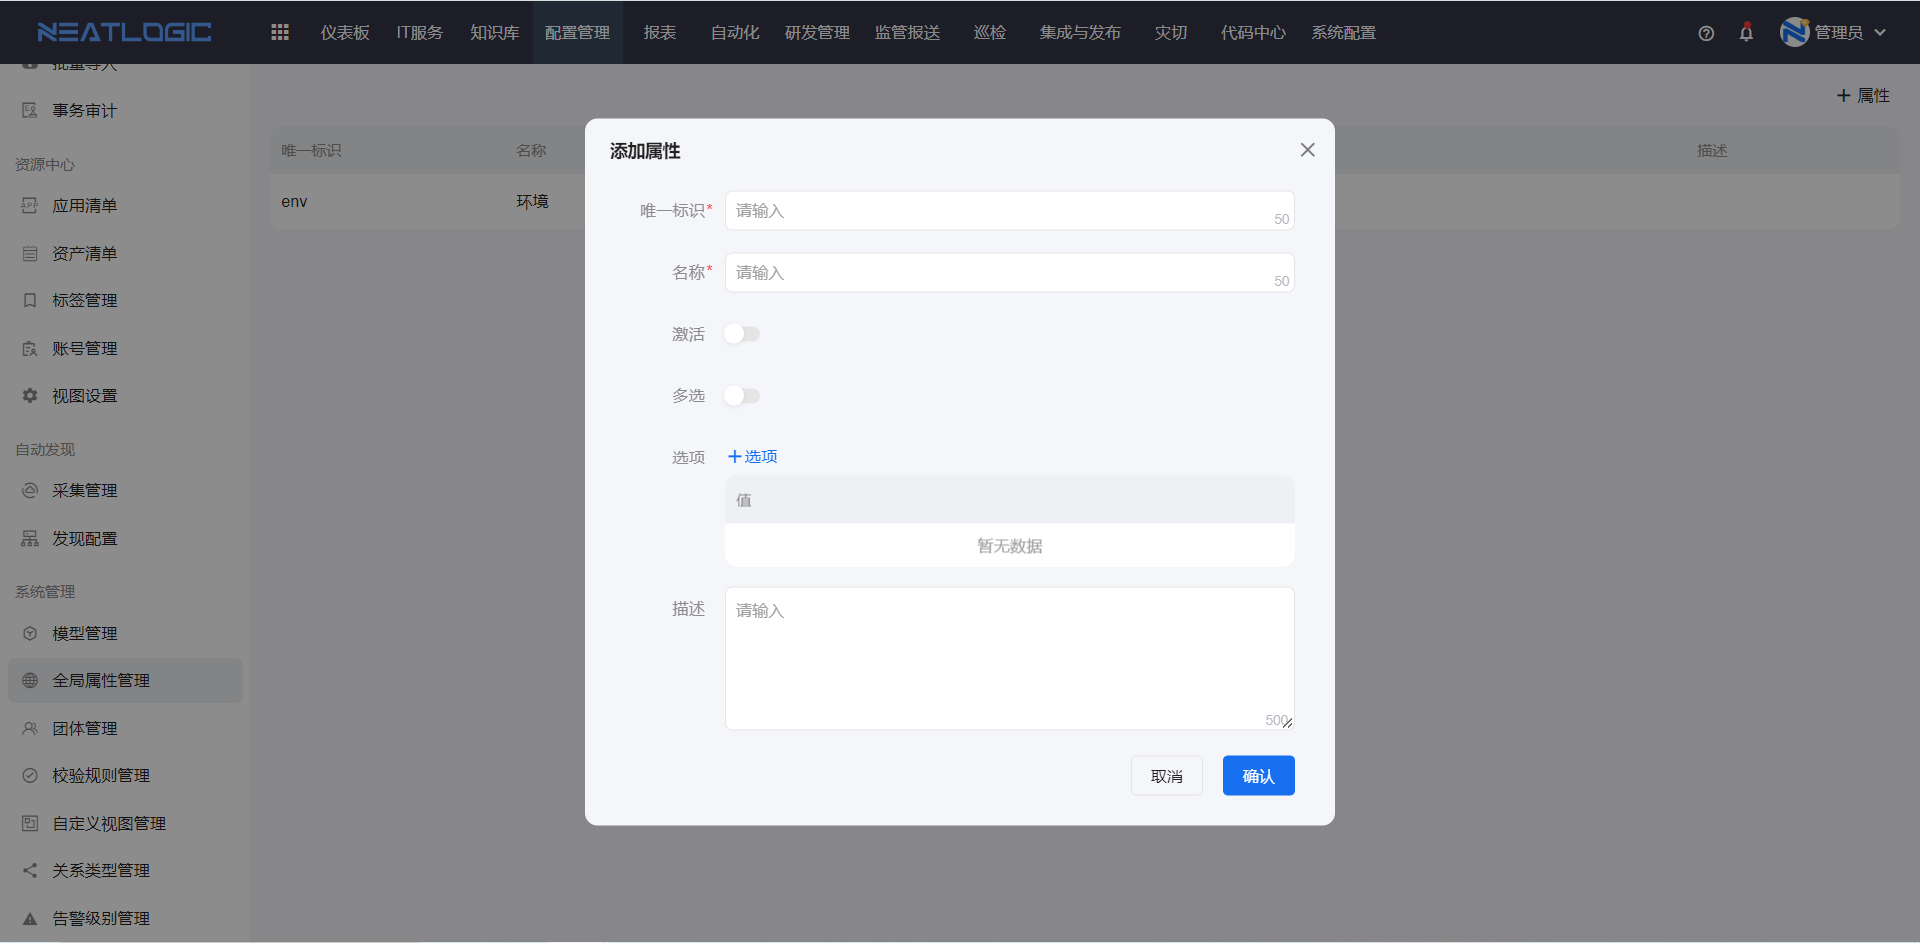 NEATLOGIC
仪表板 IT服务 知识库 配置管理 报表 自动化 研发管理 监管报送 巡检 集成与发布 灾切 代码中心 系统配置 管理员
批量导入
事务审计
资源中心
应用清单
资产清单
标签管理
账号管理
视图设置
自动发现
采集管理
发现配置
系统管理
模型管理
全局属性管理
团体管理
校验规则管理
自定义视图管理
关系类型管理
告警级别管理
属性
唯一标识 名称 描述
env 环境
添加属性
唯一标识* 请输入 50
名称* 请输入 50
激活
多选
选项 +选项
值
暂无数据
描述 请输入
500
取消 确认